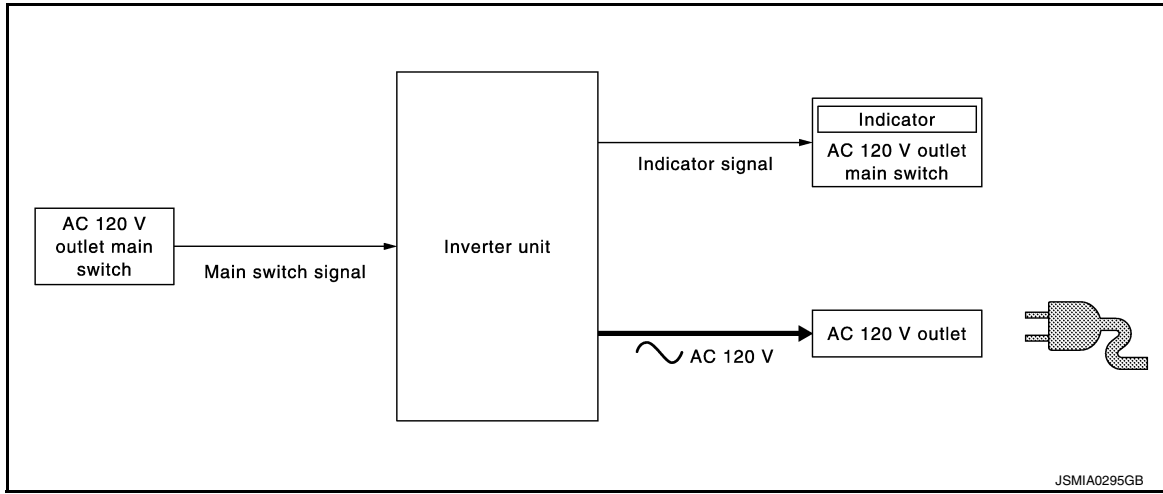 AC 120 V
outlet main
switch
Main switch signal
Inverter unit
Indicator signal
Indicator
AC 120 V outlet
main switch
AC 120 V
AC 120 V outlet
JSMIA0295GB